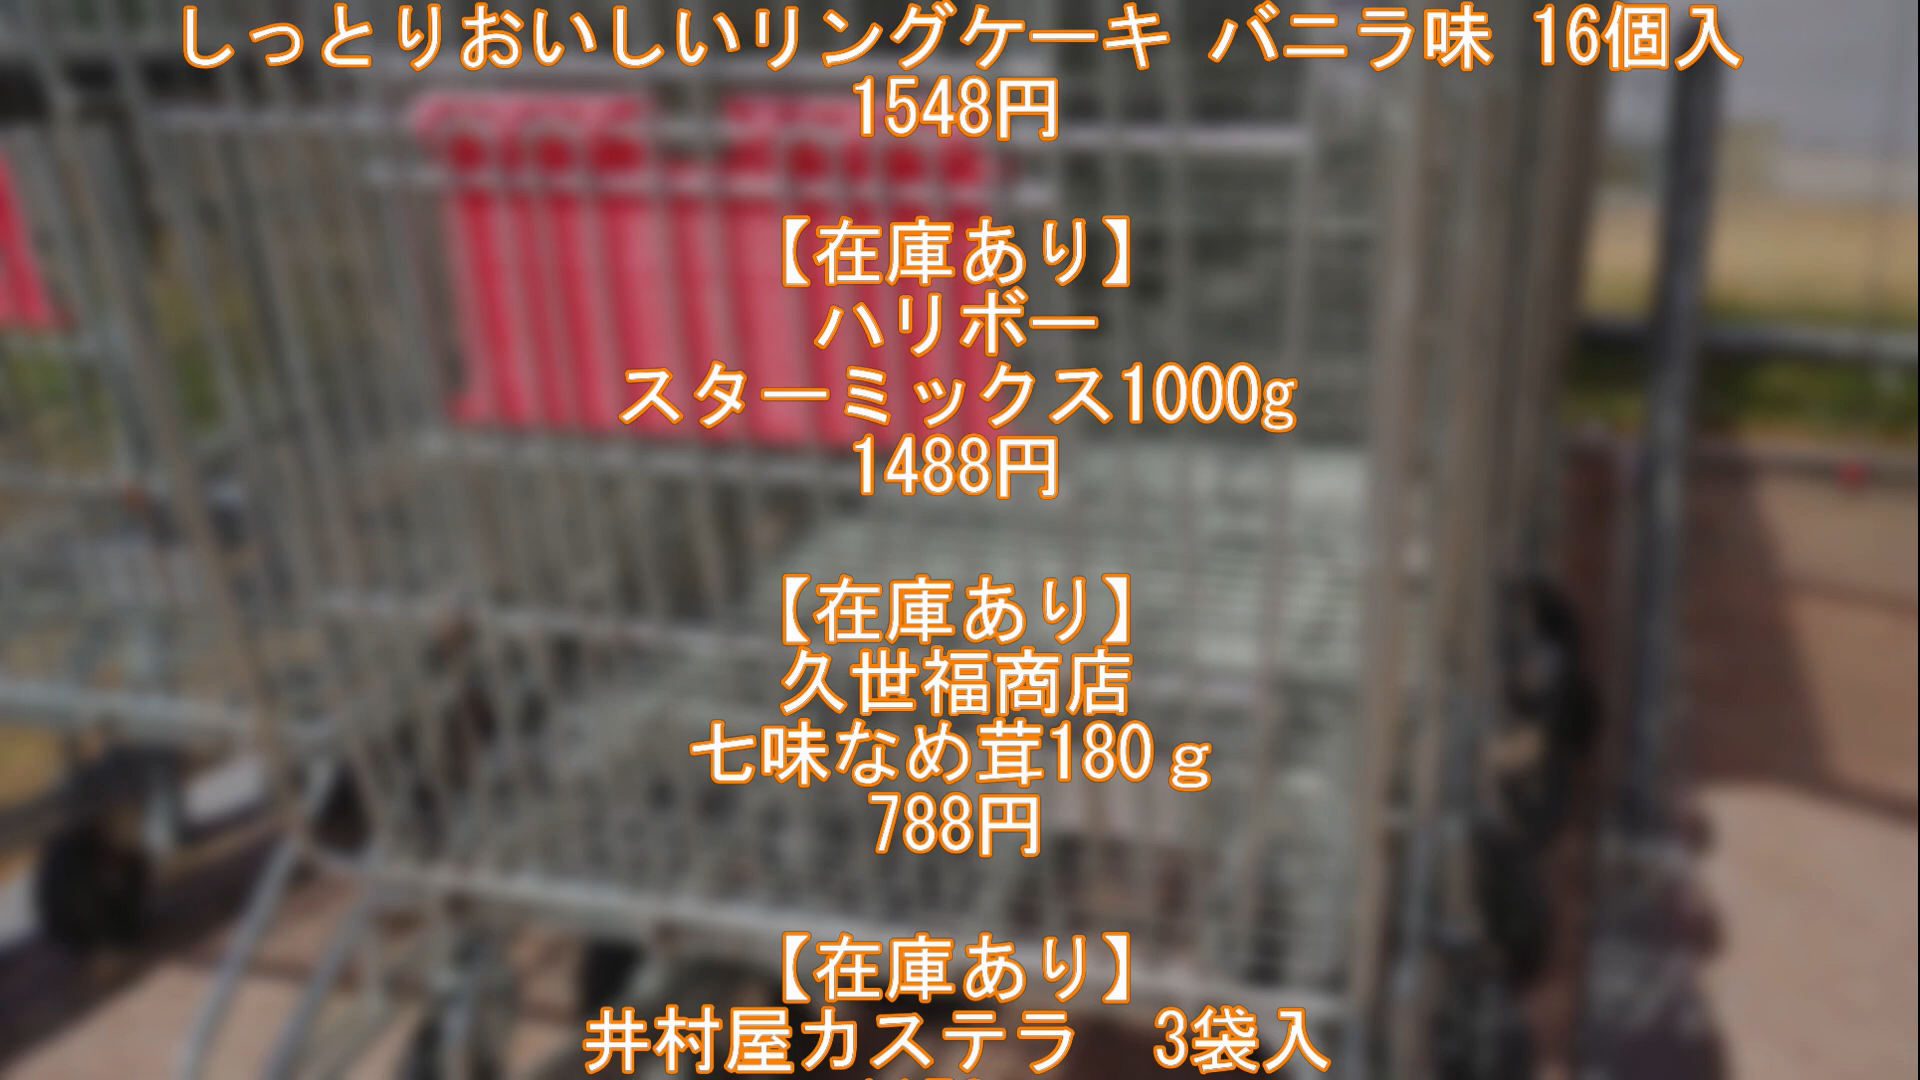 しっとりおいしいリングケーキ バニラ味 16個入
1548円
【在庫あり】
ハリボー
スターミックス1000g
1488円
【在庫あり】
久世福商店
七味なめ茸180ｇ
788円
【在庫あり】
井村屋カステラ　3袋入